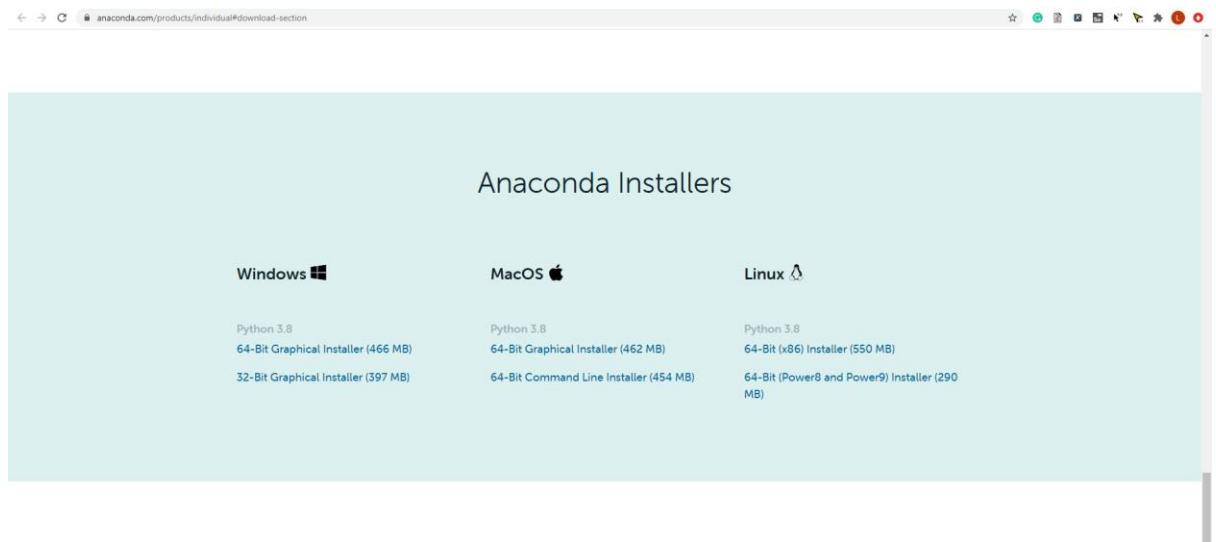 anaconda.com/products/individual#download-section
Anaconda Installers
Windows
Python 3.8
64-Bit Graphical Installer (466 MB)
32-Bit Graphical Installer (397 MB)
MacOS
Python 3.8
64-Bit Graphical Installer (462 MB)
64-Bit Command Line Installer (454 MB)
Linux
Python 3.8
64-Bit (x86) Installer (550 MB)
64-Bit (Power8 and Power9) Installer (290
MB)